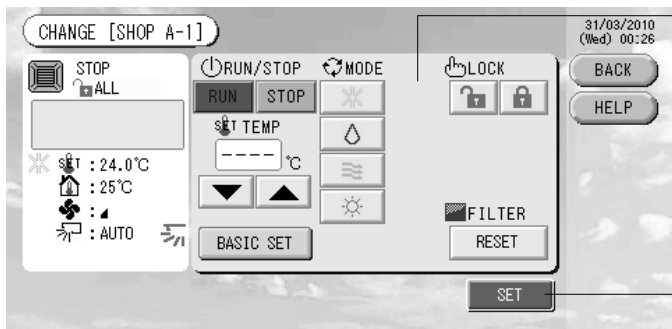 CHANGE [SHOP A-1]
31/03/2010
(Wed) 00:26
STOP
ALL
SET : 24.0°C
: 25°C
:
: AUTO
RUN/STOP
RUN STOP
SET TEMP
---- °C
BASIC SET
MODE
LOCK
FILTER
RESET
BACK
HELP
SET